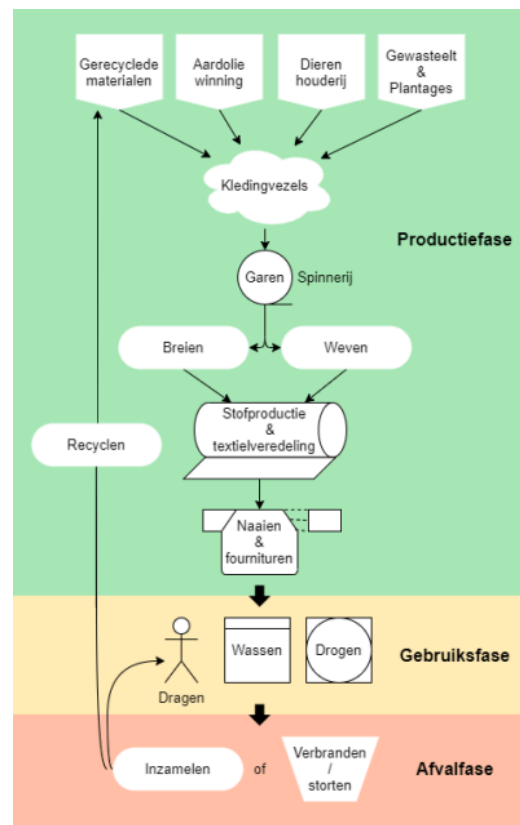 Gerecyclede
materialen
Aardolie
winning
Dieren
houderij
Gewasteelt
&
Plantages
Kledingvezels
Productiefase
Garen
Spinnerij
Breien
Weven
Stofproductie
&
textielveredeling
Recyclen
Naaien
&
fournituren
Wassen
Drogen
Gebruiksfase
Dragen
Inzamelen
of
Verbranden
/
storten
Afvalfase